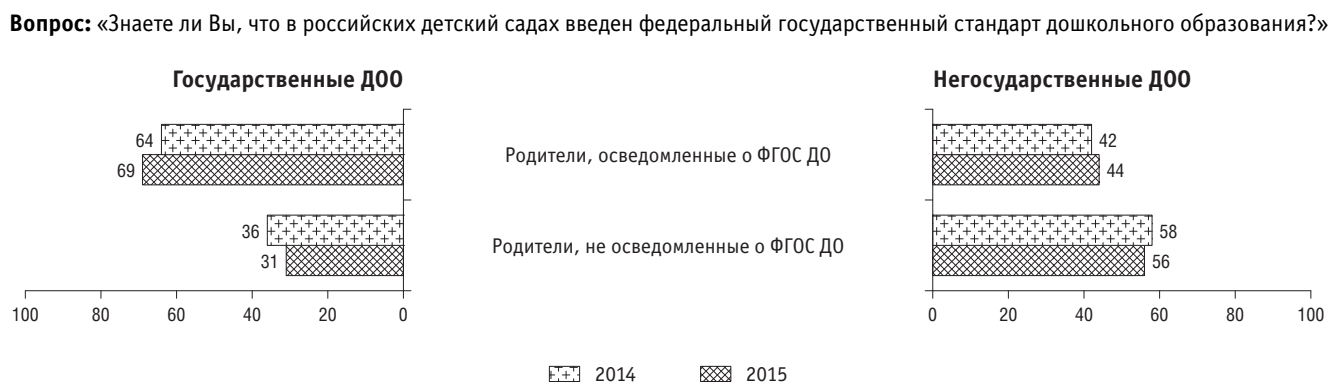 Вопрос: «Знаете ли Вы, что в российских детский садах введен федеральный государственный стандарт дошкольного образования?»
Государственные ДОО
Негосударственные ДОО
64
69
Родители, осведомленные о ФГОС ДО
42
44
36
31
Родители, не осведомленные о ФГОС ДО
58
56
100 80 60 40 20 0
0 20 40 60 80 100
2014 2015